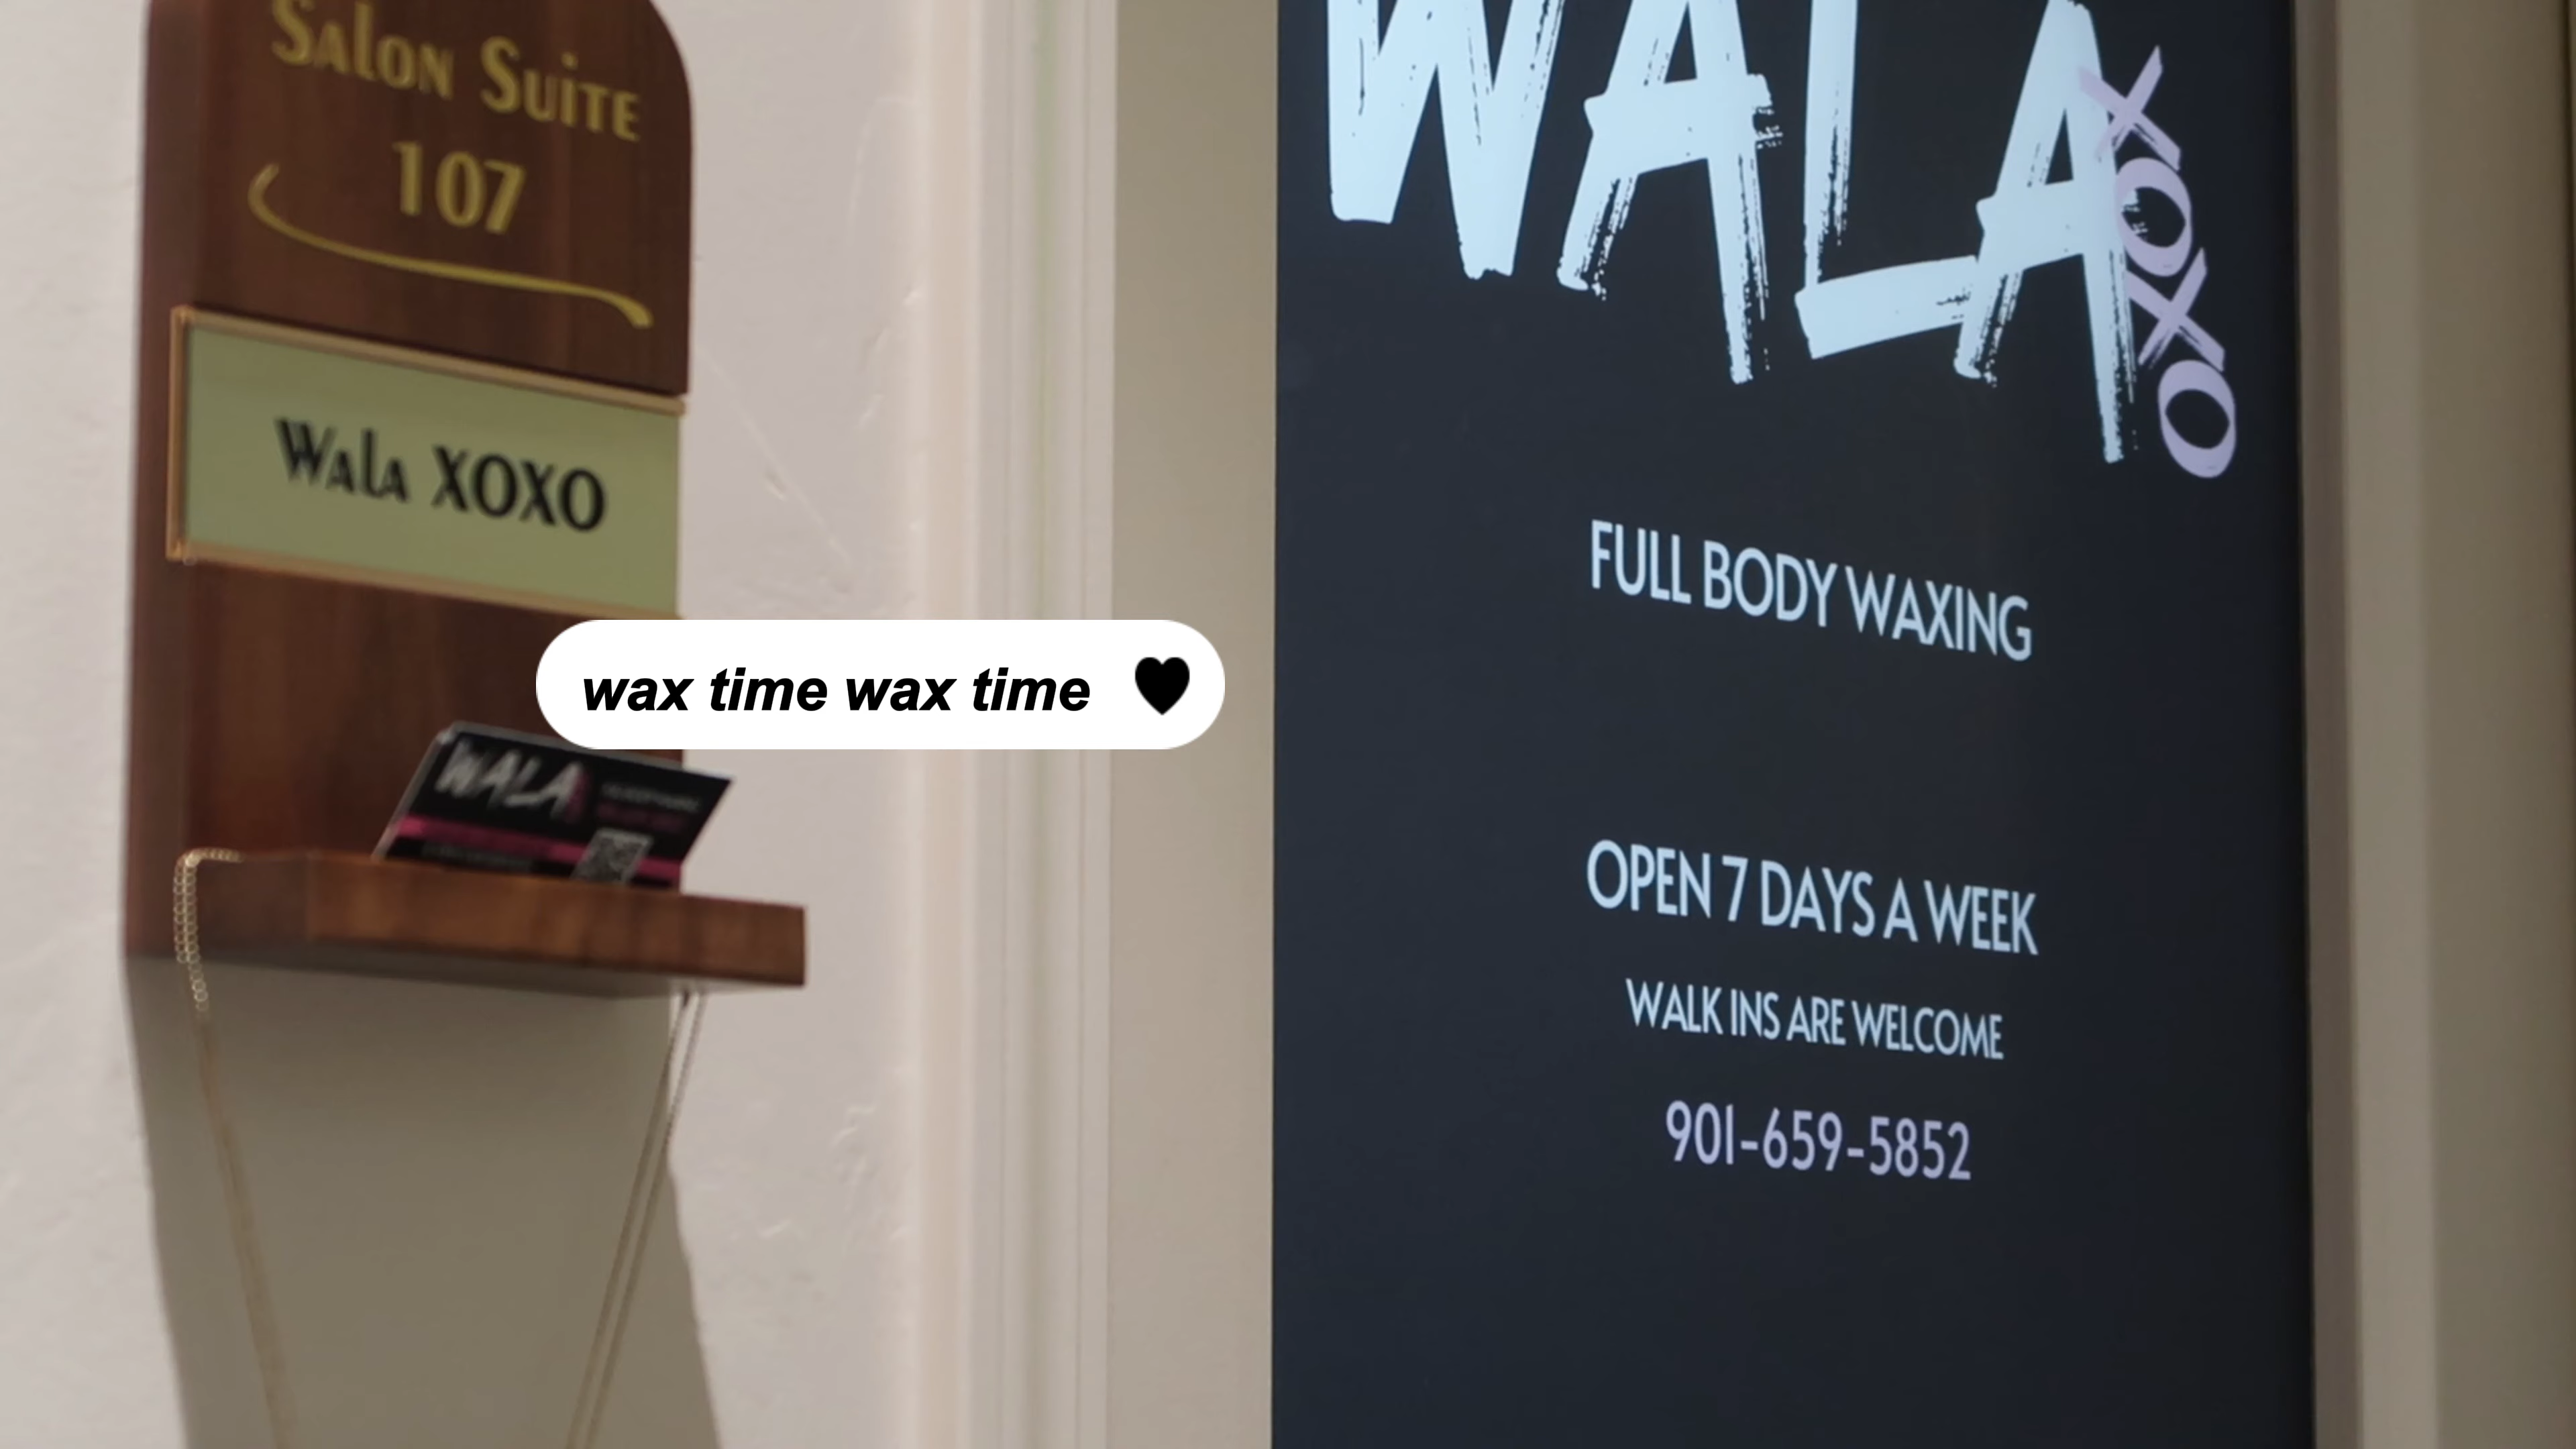 Salon Suite
107
Wala XOXO
wax time wax time 🖤
WALA
WALA
XOXO
FULL BODY WAXING
OPEN 7 DAYS A WEEK
WALK INS ARE WELCOME
901-659-5852